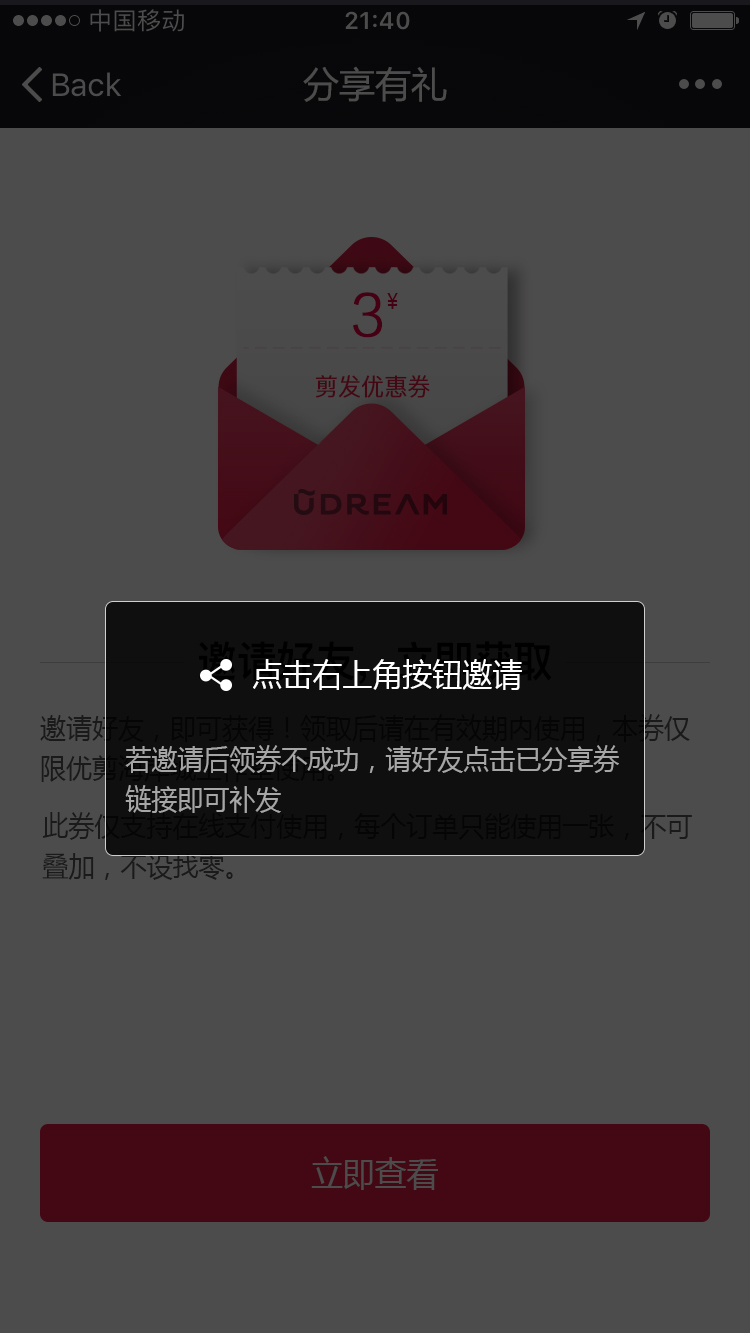 中国移动 21:40
Back 分享有礼
3¥
剪发优惠券
ŨDREAM
邀请好友，立即获取
点击右上角按钮邀请
邀请好友，即可获得！领取后请在有效期内使用，本券仅
若邀请后领券不成功，请好友点击已分享券
链接即可补发
此券仅支持在线支付使用，每个订单只能使用一张，不可
叠加，不设找零。
立即查看